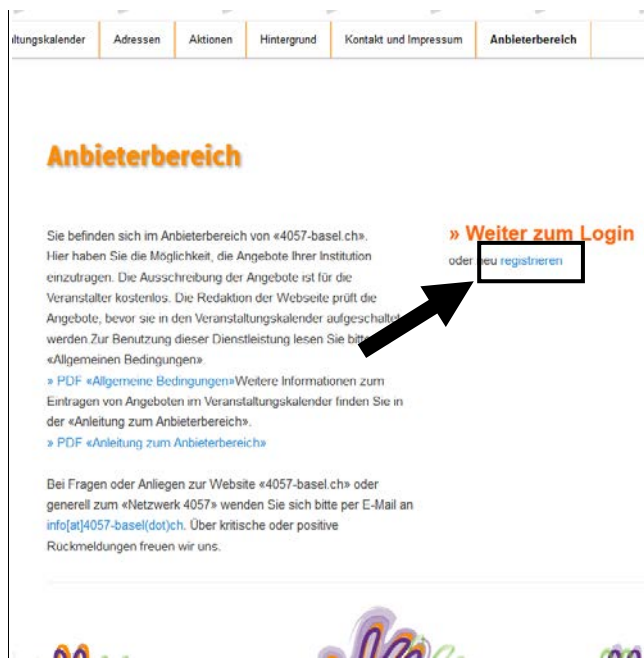 ltungskalender Adressen Aktionen Hintergrund Kontakt und Impressum Anbieterbereich
Anbieterbereich
Sie befinden sich im Anbieterbereich von «4057-basel.ch».
Hier haben Sie die Möglichkeit, die Angebote Ihrer Institution
einzutragen. Die Ausschreibung der Angebote ist für die
Veranstalter kostenlos. Die Redaktion der Webseite prüft die
Angebote, bevor sie in den Veranstaltungskalender aufgeschaltet
werden.Zur Benutzung dieser Dienstleistung lesen Sie bitte
«Allgemeinen Bedingungen».
» PDF «Allgemeine Bedingungen»Weitere Informationen zum
Eintragen von Angeboten im Veranstaltungskalender finden Sie in
der «Anleitung zum Anbieterbereich».
» PDF «Anleitung zum Anbieterbereich»
Bei Fragen oder Anliegen zur Website «4057-basel.ch» oder
generell zum «Netzwerk 4057» wenden Sie sich bitte per E-Mail an
info[at]4057-basel(dot)ch. Über kritische oder positive
Rückmeldungen freuen wir uns.
» Weiter zum Login
oder neu registrieren